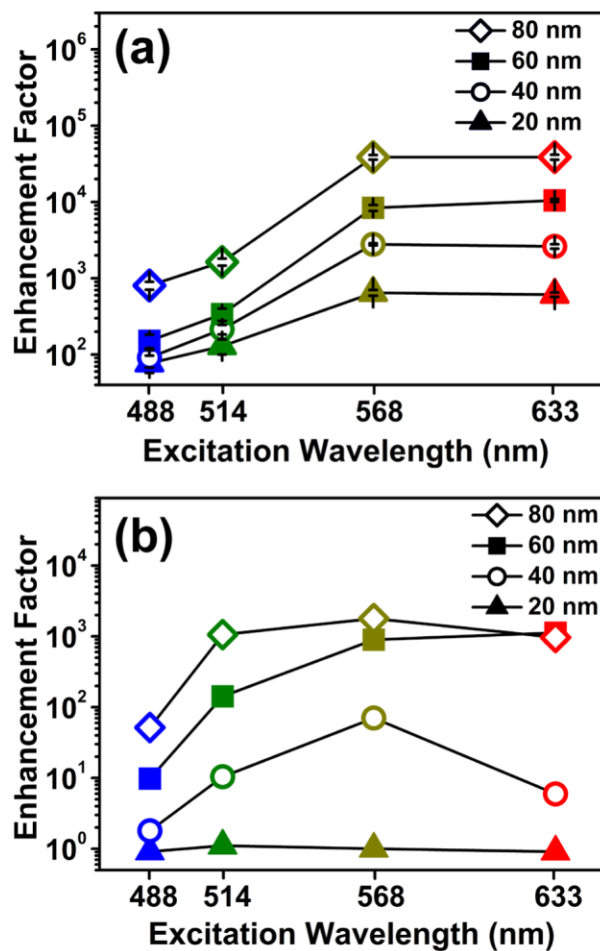 (a)
80 nm
60 nm
40 nm
20 nm
10⁶
10⁵
10⁴
10³
10²
Enhancement Factor
488 514 568 633
Excitation Wavelength (nm)
(b)
80 nm
60 nm
40 nm
20 nm
10⁴
10³
10²
10¹
10⁰
Enhancement Factor
488 514 568 633
Excitation Wavelength (nm)